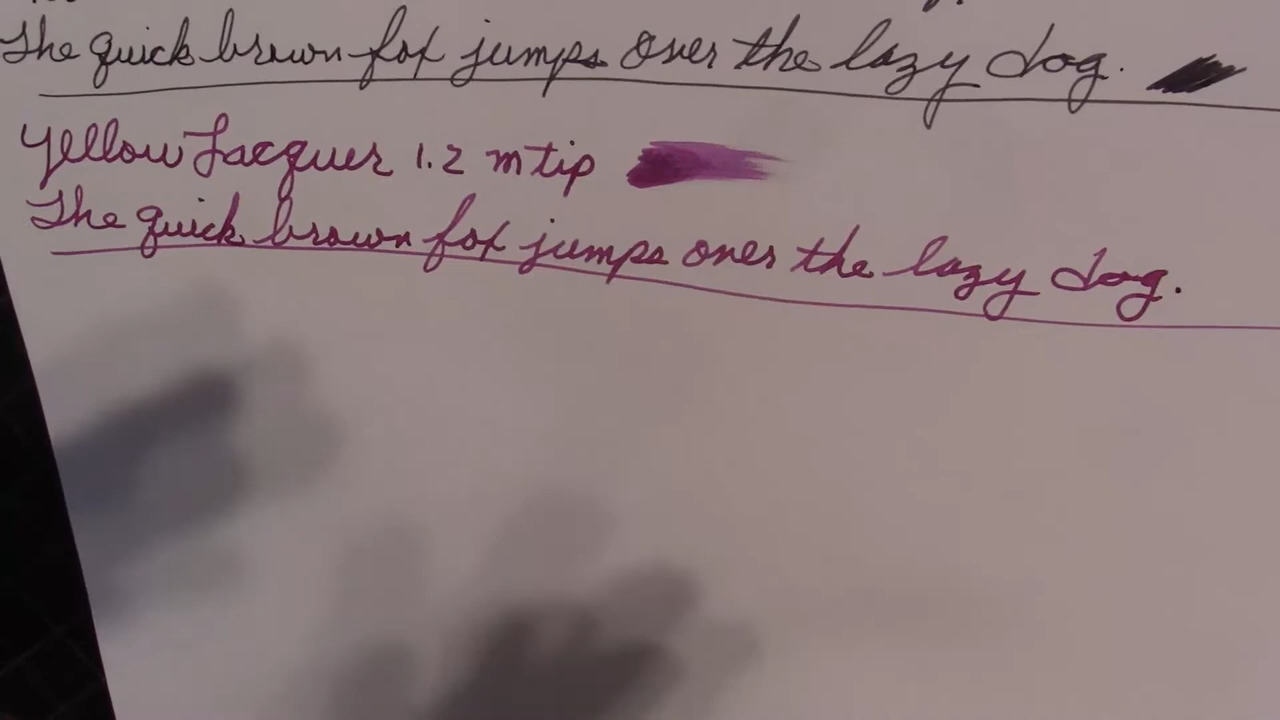 The quick brown fox jumps over the lazy dog.
Yellow Lacquer 1.2 m tip
The quick brown fox jumps over the lazy dog.